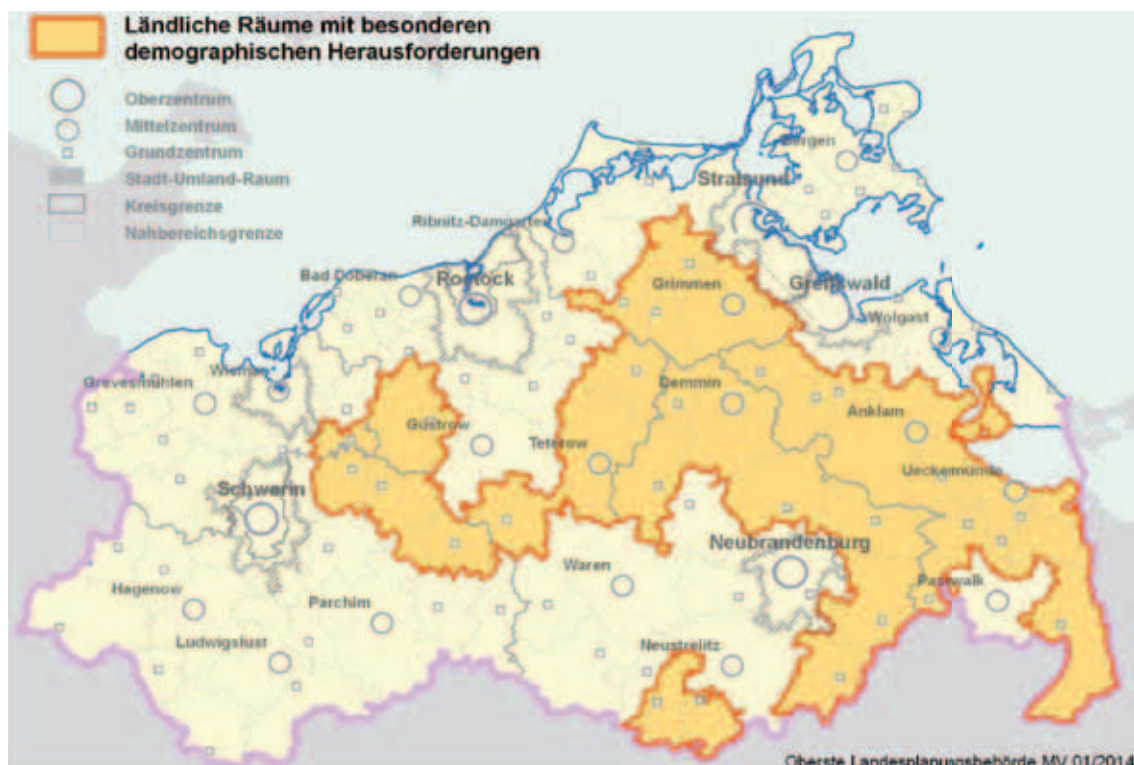 Ländliche Räume mit besonderen
demographischen Herausforderungen
Oberzentrum
Mittelzentrum
Grundzentrum
Stadt-Umland-Raum
Kreisgrenze
Nahbereichsgrenze
Bergen
Stralsund
Ribnitz-Damgarten
Bad Doberan
Rostock
Grimmen
Greifswald
Wolgast
Wismar
Grevesmühlen
Demmin
Anklam
Güstrow
Teterow
Ueckermünde
Schwerin
Neubrandenburg
Waren
Pasewalk
Hagenow
Parchim
Ludwigslust
Neustrelitz
Oberste Landesplanungsbehörde MV 01/2014